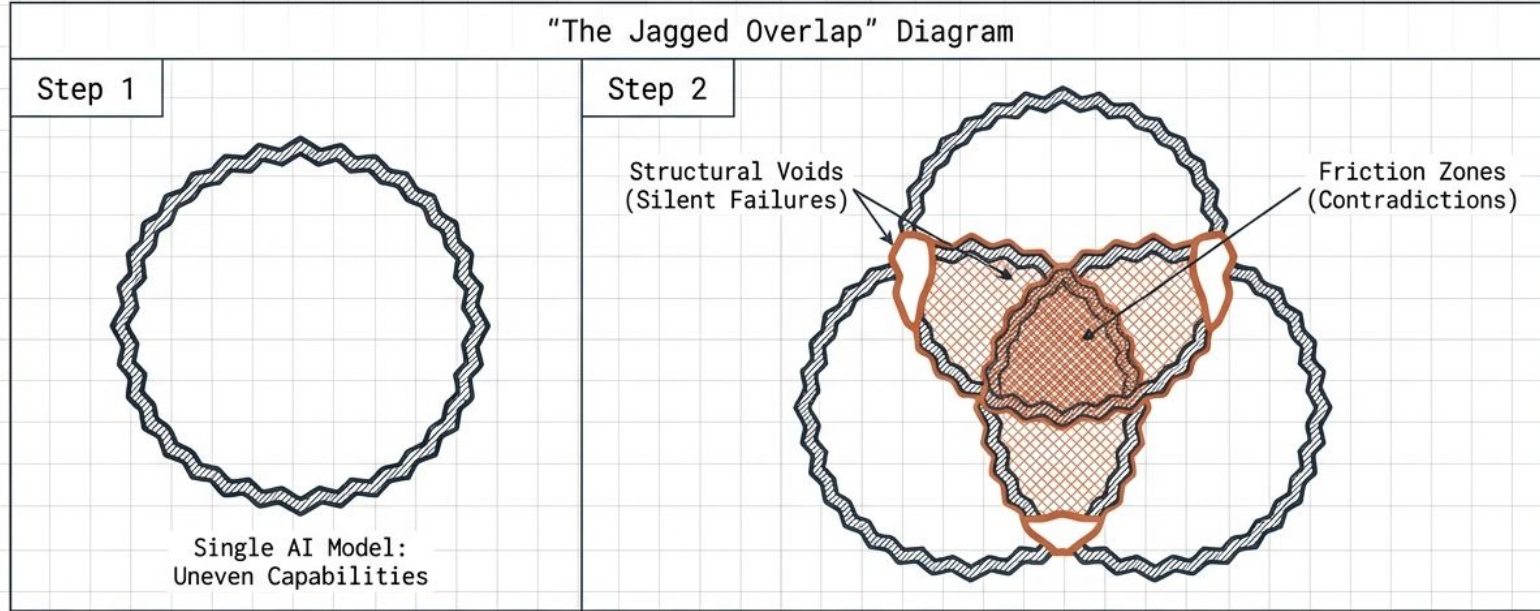 “The Jagged Overlap” Diagram
Step 1
Single AI Model:
Uneven Capabilities
Step 2
Structural Voids
(Silent Failures)
Friction Zones
(Contradictions)